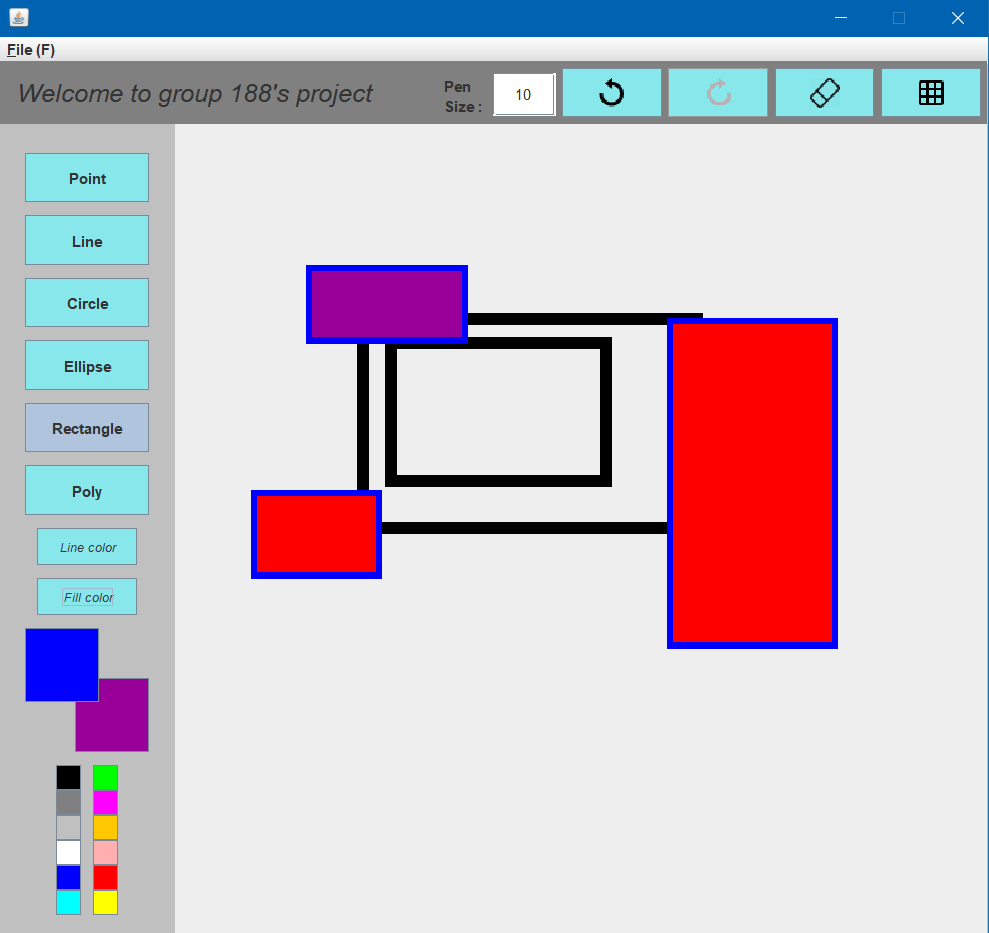 File (F)
Welcome to group 188's project
Pen
Size :
10
Point
Line
Circle
Ellipse
Rectangle
Poly
Line color
Fill color